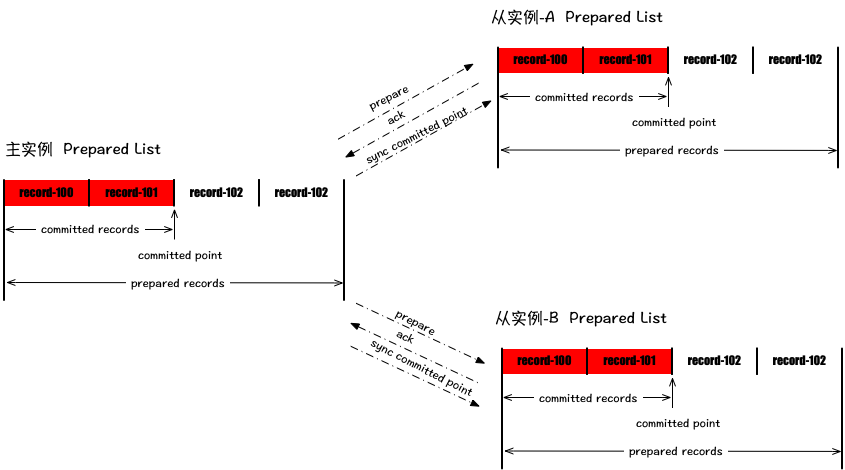 主实例 Prepared List
record-100 record-101 record-102 record-102
committed records
committed point
prepared records
prepare
ack
sync committed point
从实例-A Prepared List
record-100 record-101 record-102 record-102
committed records
committed point
prepared records
prepare
ack
sync committed point
从实例-B Prepared List
record-100 record-101 record-102 record-102
committed records
committed point
prepared records